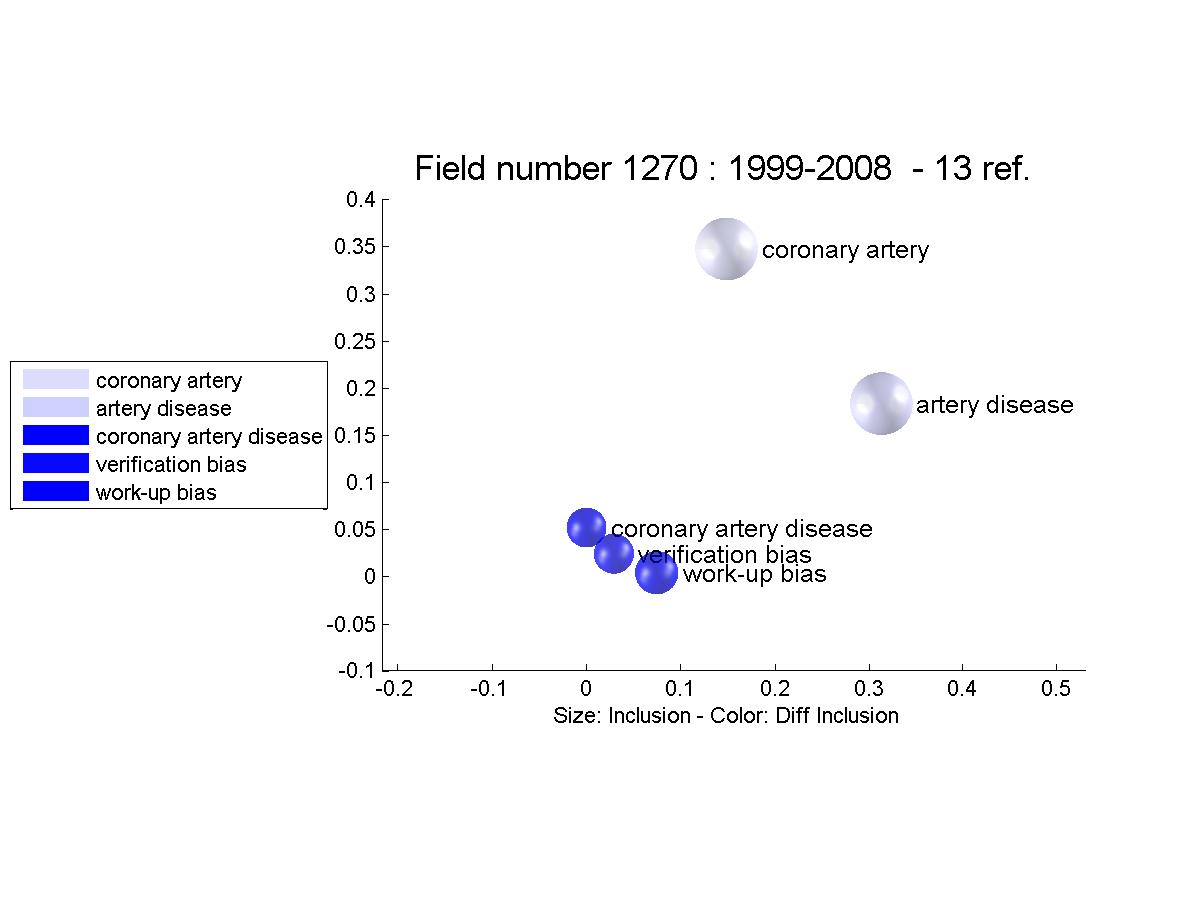 Field number 1270 : 1999-2008 - 13 ref.
0.4
0.35
0.3
0.25
0.2
0.15
0.1
0.05
0
-0.05
-0.1
-0.2
-0.1
0
0.1
0.2
0.3
0.4
0.5
Size: Inclusion - Color: Diff Inclusion
coronary artery
artery disease
coronary artery disease
verification bias
work-up bias
coronary artery
artery disease
coronary artery disease
verification bias
work-up bias